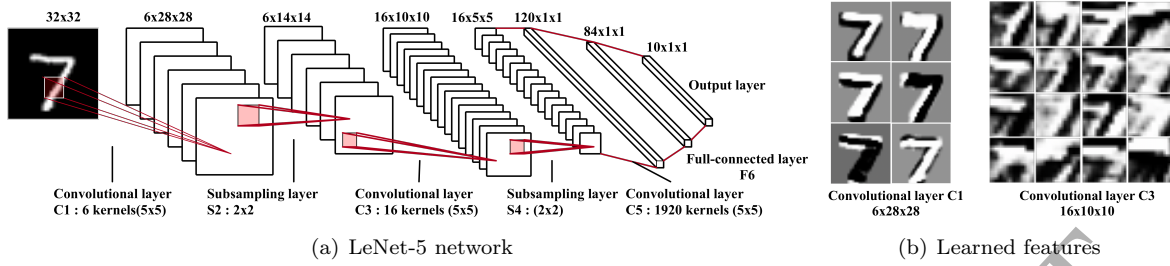 32x32
6x28x28
6x14x14
16x10x10
16x5x5
120x1x1
84x1x1
10x1x1
Output layer
Full-connected layer
F6
Convolutional layer
C1 : 6 kernels(5x5)
Subsampling layer
S2 : 2x2
Convolutional layer
C3 : 16 kernels (5x5)
Subsampling layer
S4 : (2x2)
Convolutional layer
C5 : 1920 kernels (5x5)
(a) LeNet-5 network
Convolutional layer C1
6x28x28
Convolutional layer C3
16x10x10
(b) Learned features